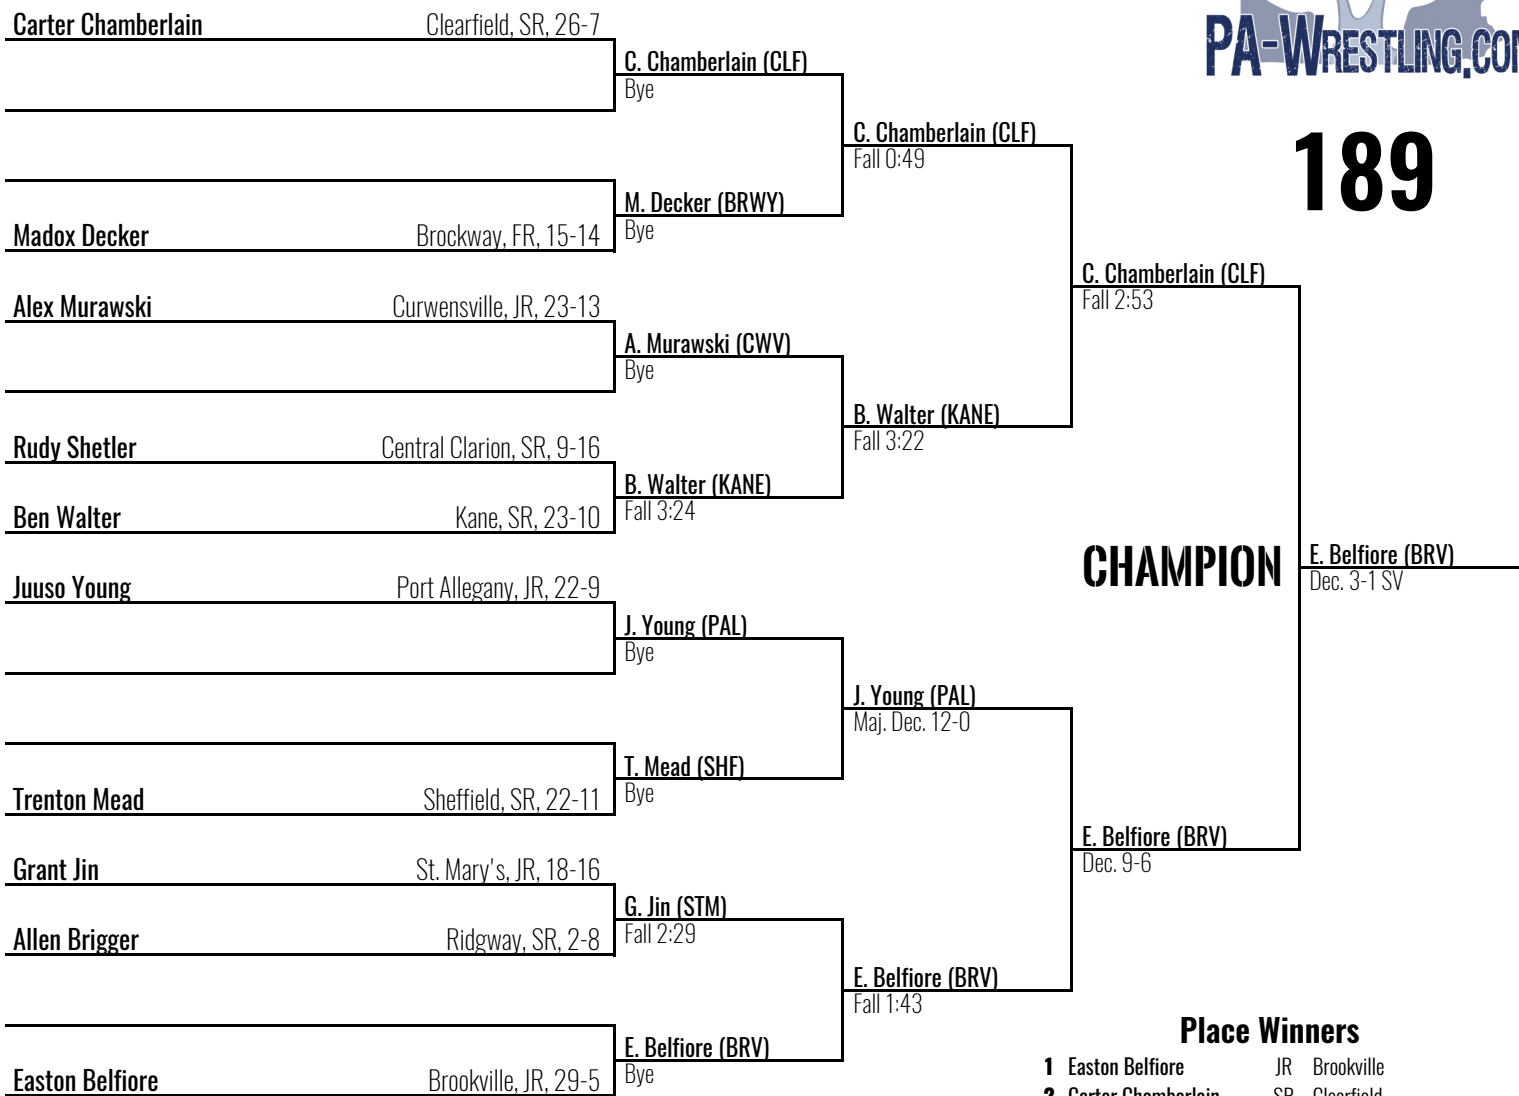 Carter Chamberlain Clearfield, SR, 26-7
C. Chamberlain (CLF)
Bye
PA-WRESTLING.CO
C. Chamberlain (CLF)
Fall 0:49
189
M. Decker (BRWY)
Bye
Madox Decker Brockway, FR, 15-14
C. Chamberlain (CLF)
Fall 2:53
Alex Murawski Curwensville, JR, 23-13
A. Murawski (CWV)
Bye
B. Walter (KANE)
Fall 3:22
Rudy Shetler Central Clarion, SR, 9-16
B. Walter (KANE)
Fall 3:24
Ben Walter Kane, SR, 23-10
CHAMPION
E. Belfiore (BRV)
Dec. 3-1 SV
Juuso Young Port Allegany, JR, 22-9
J. Young (PAL)
Bye
J. Young (PAL)
Maj. Dec. 12-0
T. Mead (SHF)
Bye
Trenton Mead Sheffield, SR, 22-11
E. Belfiore (BRV)
Dec. 9-6
Grant Jin St. Mary's, JR, 18-16
G. Jin (STM)
Fall 2:29
Allen Brigger Ridgway, SR, 2-8
E. Belfiore (BRV)
Fall 1:43
E. Belfiore (BRV)
Bye
Easton Belfiore Brookville, JR, 29-5
Place Winners
1 Easton Belfiore JR Brookville
2 Carter Chamberlain SR Clearfield